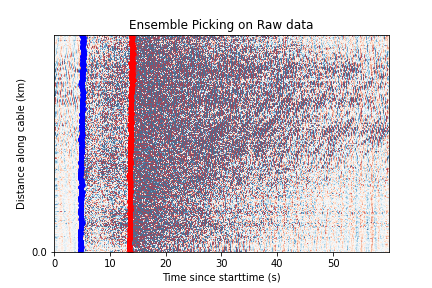 Ensemble Picking on Raw data
Distance along cable (km)
0.0
0 10 20 30 40 50
Time since starttime (s)